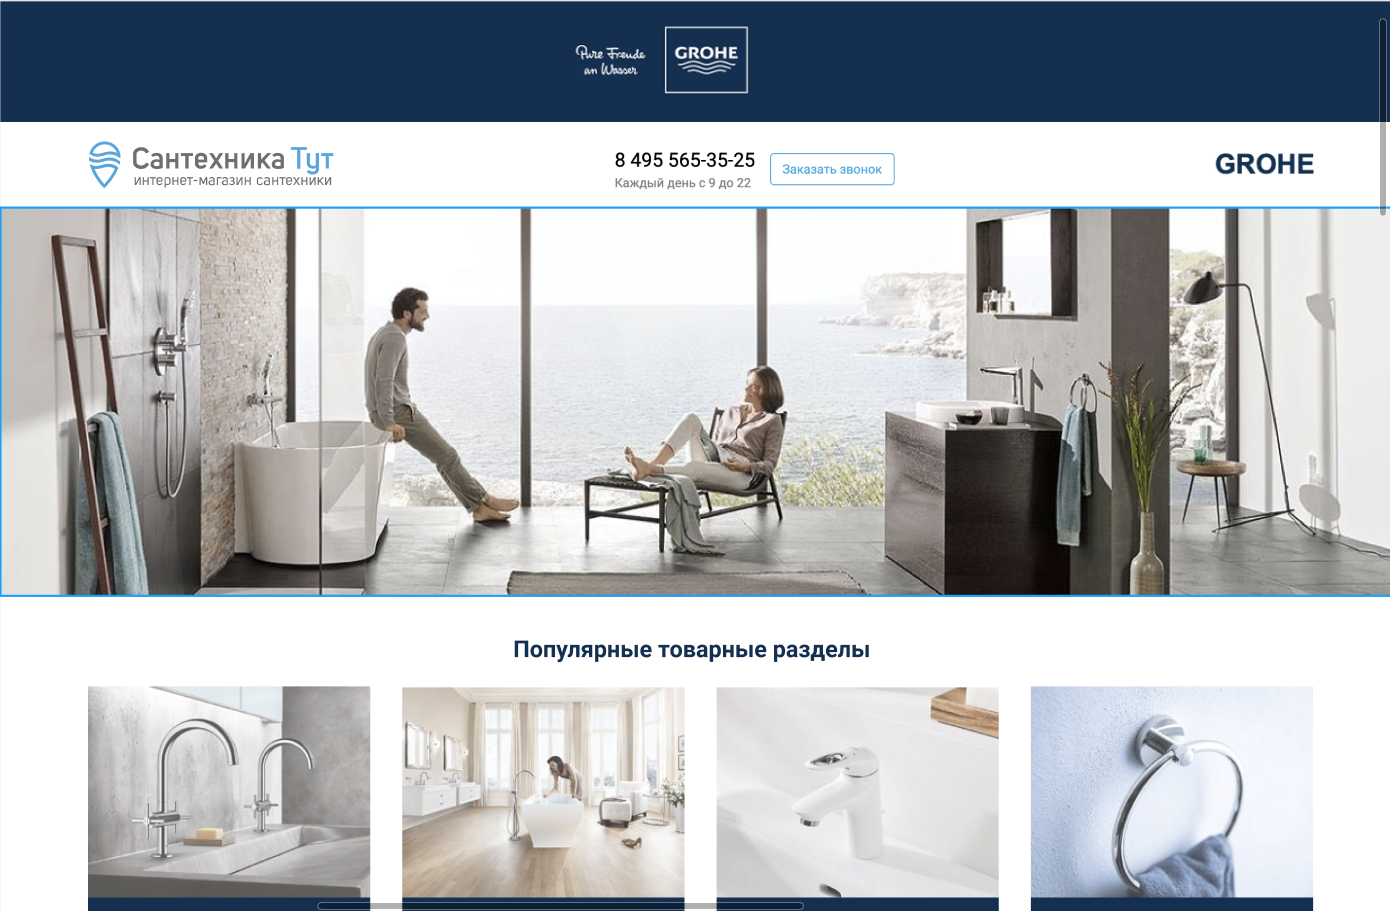 Pure Freude
an Wasser
GROHE
Сантехника Тут
интернет-магазин сантехники
8 495 565-35-25
Каждый день с 9 до 22
Заказать звонок
GROHE
Популярные товарные разделы